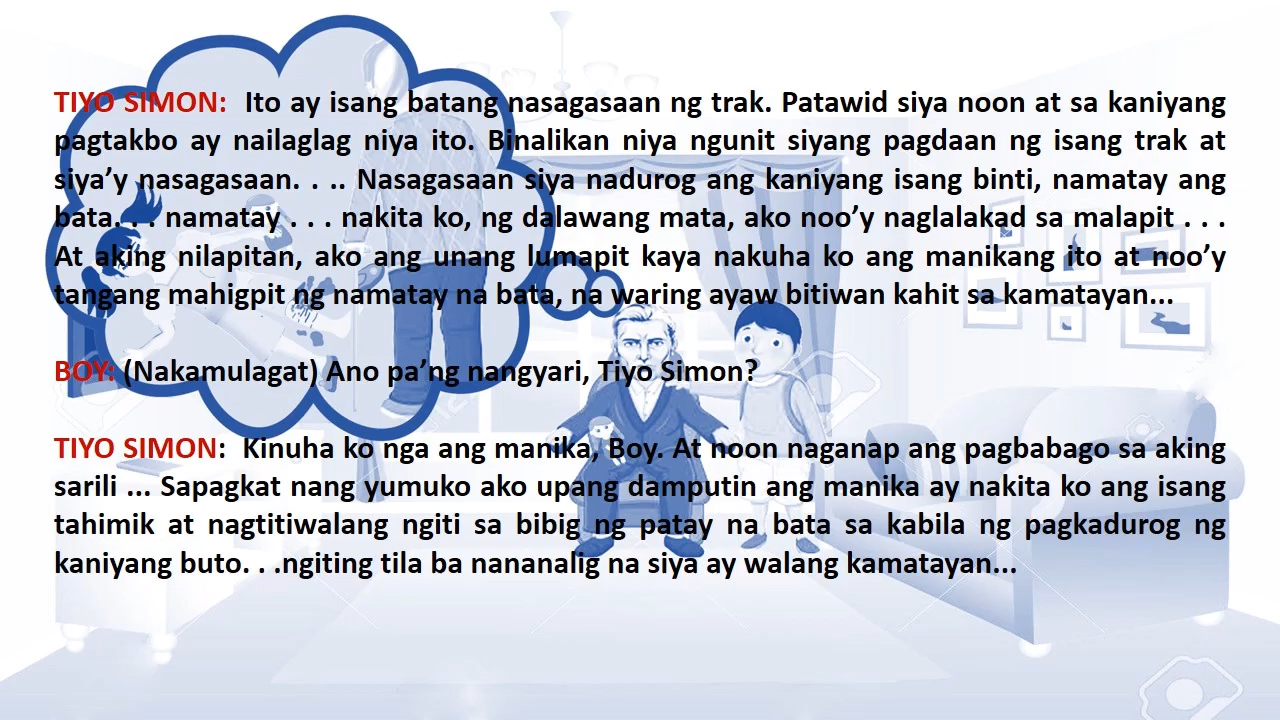 TIYO SIMON: Ito ay isang batang nasagasaan ng trak. Patawid siya noon at sa kaniyang
pagtakbo ay nailaglag niya ito. Binalikan niya ngunit siyang pagdaan ng isang trak at
siya’y nasagasaan. . .. Nasagasaan siya nadurog ang kaniyang isang binti, namatay ang
bata. . . namatay . . . nakita ko, ng dalawang mata, ako noo’y naglalakad sa malapit . . .
At aking nilapitan, ako ang unang lumapit kaya nakuha ko ang manikang ito at noo’y
tangang mahigpit ng namatay na bata, na waring ayaw bitiwan kahit sa kamatayan...
BOY: (Nakamulagat) Ano pa’ng nangyari, Tiyo Simon?
TIYO SIMON: Kinuha ko nga ang manika, Boy. At noon naganap ang pagbabago sa aking
sarili ... Sapagkat nang yumuko ako upang damputin ang manika ay nakita ko ang isang
tahimik at nagtitiwalang ngiti sa bibig ng patay na bata sa kabila ng pagkadurog ng
kaniyang buto. . .ngiting tila ba nananalig na siya ay walang kamatayan...